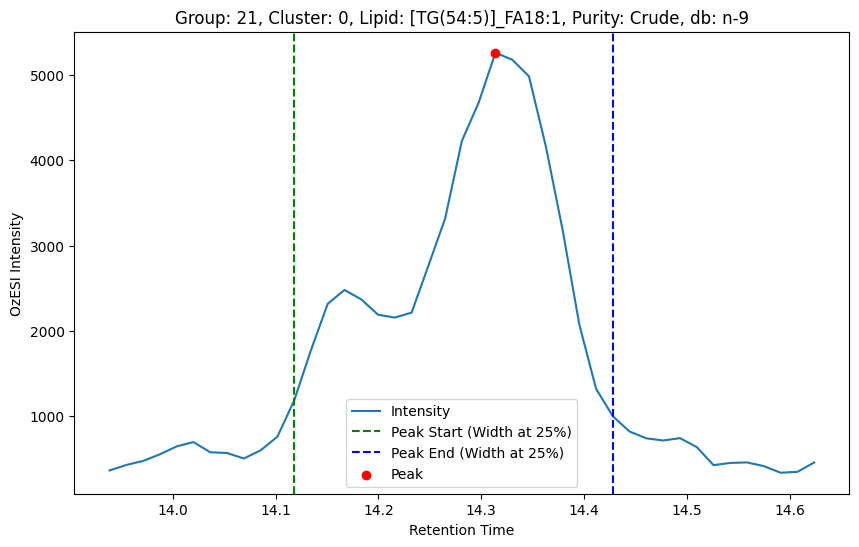 Group: 21, Cluster: 0, Lipid: [TG(54:5)]_FA18:1, Purity: Crude, db: n-9
5000
4000
3000
2000
1000
OzESI Intensity
Intensity
Peak Start (Width at 25%)
Peak End (Width at 25%)
Peak
14.0 14.1 14.2 14.3 14.4 14.5 14.6
Retention Time